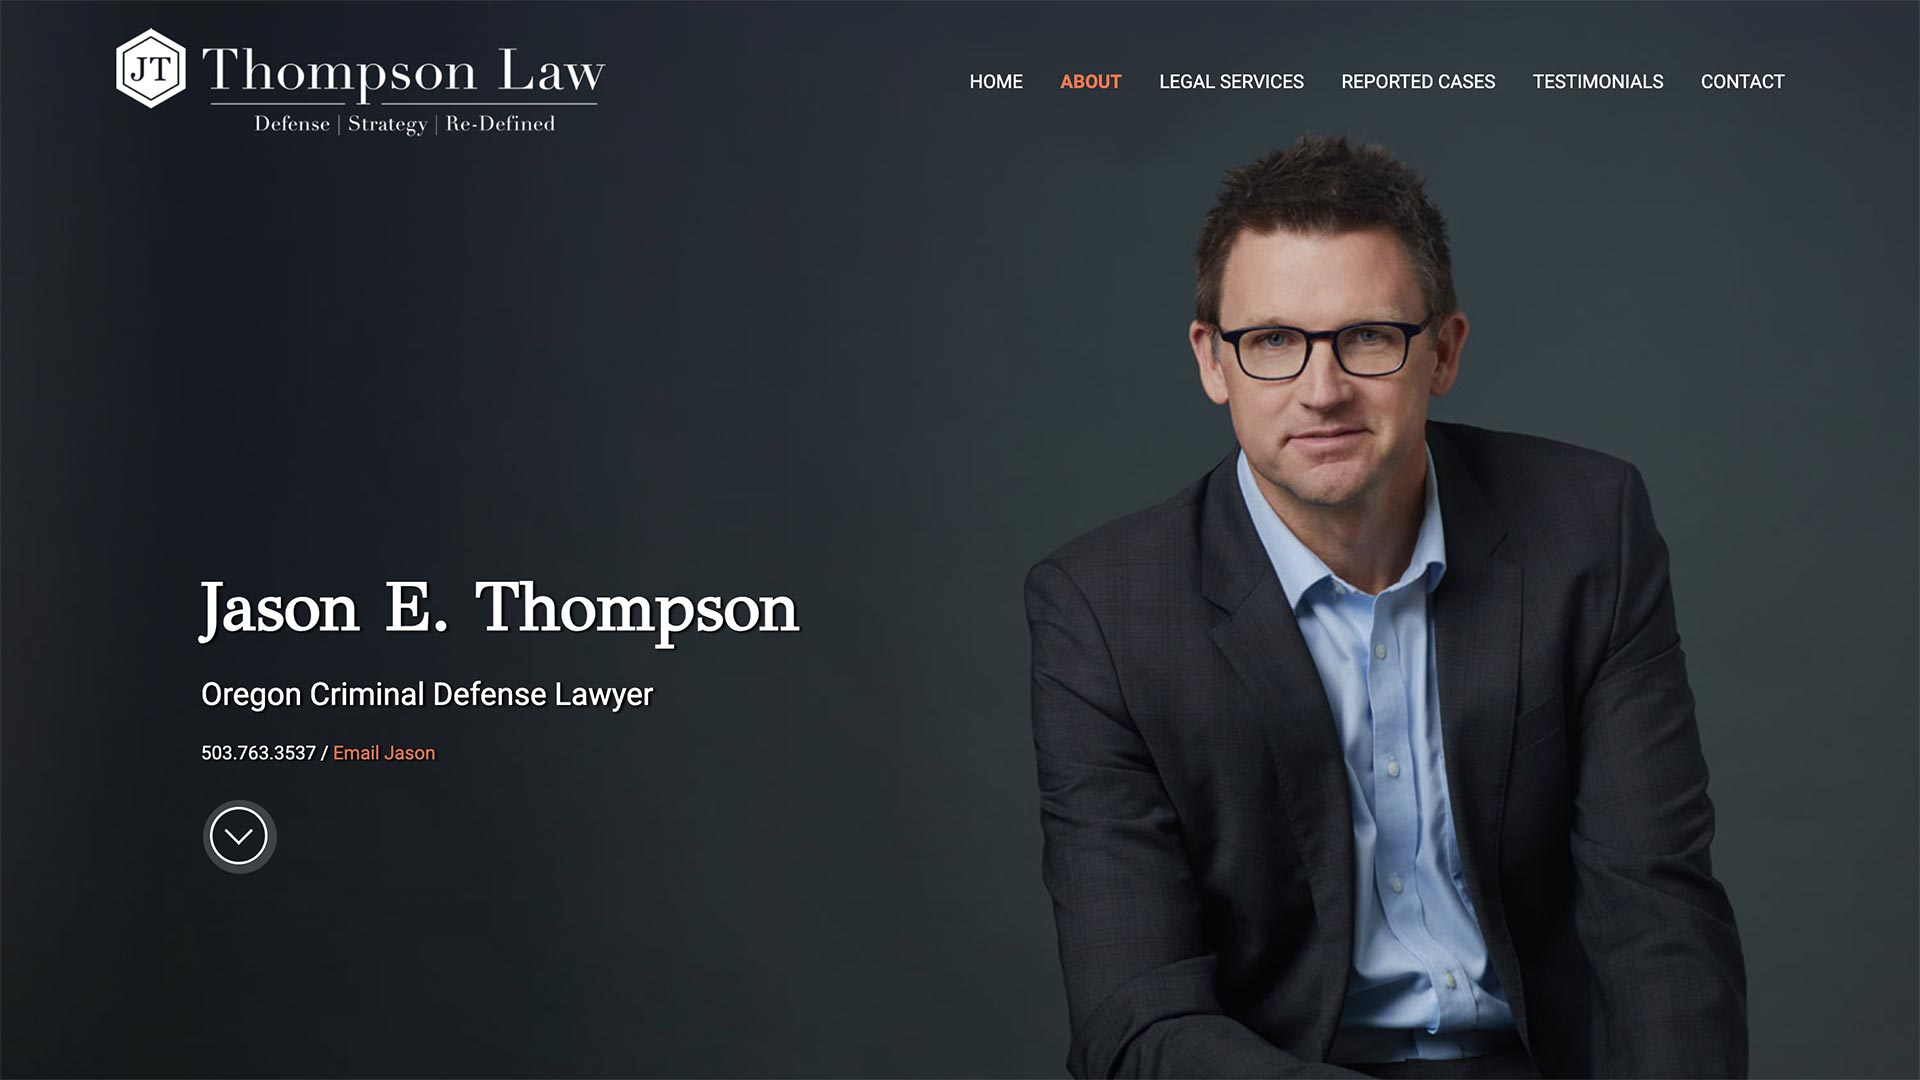 JT Thompson Law
Defense | Strategy | Re-Defined
HOME ABOUT LEGAL SERVICES REPORTED CASES TESTIMONIALS CONTACT
Jason E. Thompson
Oregon Criminal Defense Lawyer
503.763.3537 / Email Jason